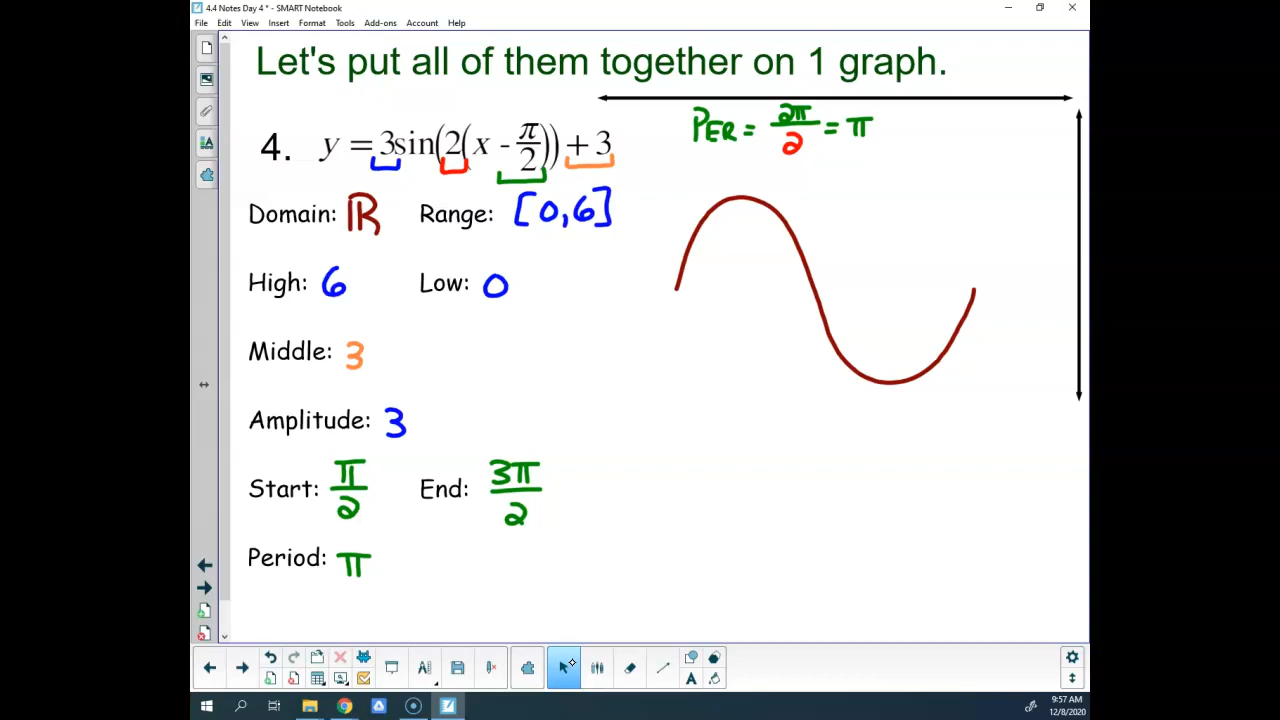 4.4 Notes Day 4 * - SMART Notebook
File Edit View Insert Format Tools Add-ons Account Help
Let's put all of them together on 1 graph.
PER = 2π/2 = π
4. y = 3sin(2(x - π/2)) + 3
Domain: ℝ Range: [0,6]
High: 6 Low: 0
Middle: 3
Amplitude: 3
Start: π/2 End: 3π/2
Period: π
9:57 AM
12/8/2020